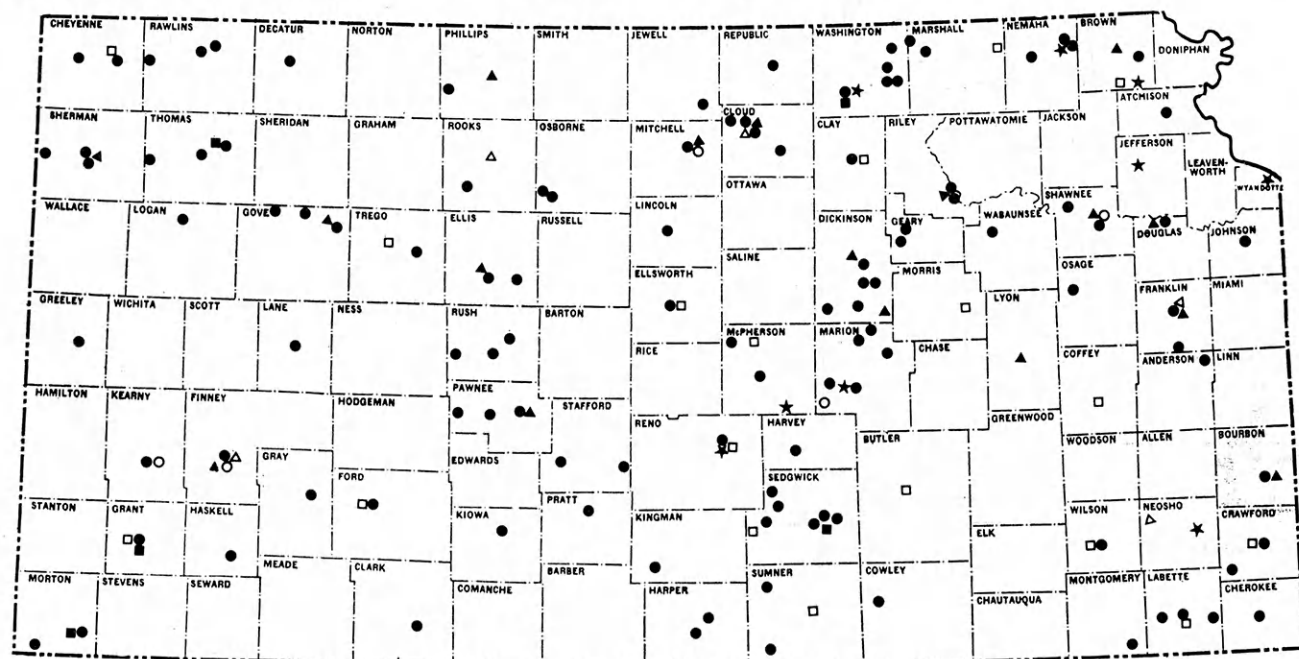 CHEYENNE RAWLINS DECATUR NORTON PHILLIPS SMITH JEWELL REPUBLIC WASHINGTON MARSHALL NEMAHA BROWN
DONIPHAN
ATCHISON
SHERMAN THOMAS SHERIDAN GRAHAM ROOKS OSBORNE MITCHELL CLOUD CLAY RILEY POTTAWATOMIE JACKSON
JEFFERSON
LEAVEN-
WORTH
WYANDOTTE
OTTAWA
WALLACE LOGAN GOVE TREGO ELLIS RUSSELL LINCOLN DICKINSON GEARY WABAUNSEE SHAWNEE
DOUGLAS JOHNSON
ELLSWORTH SALINE MORRIS OSAGE
GREELEY WICHITA SCOTT LANE NESS RUSH BARTON LYON FRANKLIN MIAMI
RICE McPHERSON MARION CHASE COFFEY ANDERSON LINN
HAMILTON KEARNY FINNEY HODGEMAN PAWNEE STAFFORD RENO HARVEY GREENWOOD
BUTLER WOODSON ALLEN BOURBON
GRAY EDWARDS
FORD SEDGWICK
STANTON GRANT HASKELL KIOWA PRATT KINGMAN ELK WILSON NEOSHO CRAWFORD
MORTON STEVENS SEWARD MEADE CLARK COMANCHE BARBER HARPER SUMNER COWLEY CHAUTAUQUA MONTGOMERY LABETTE CHEROKEE